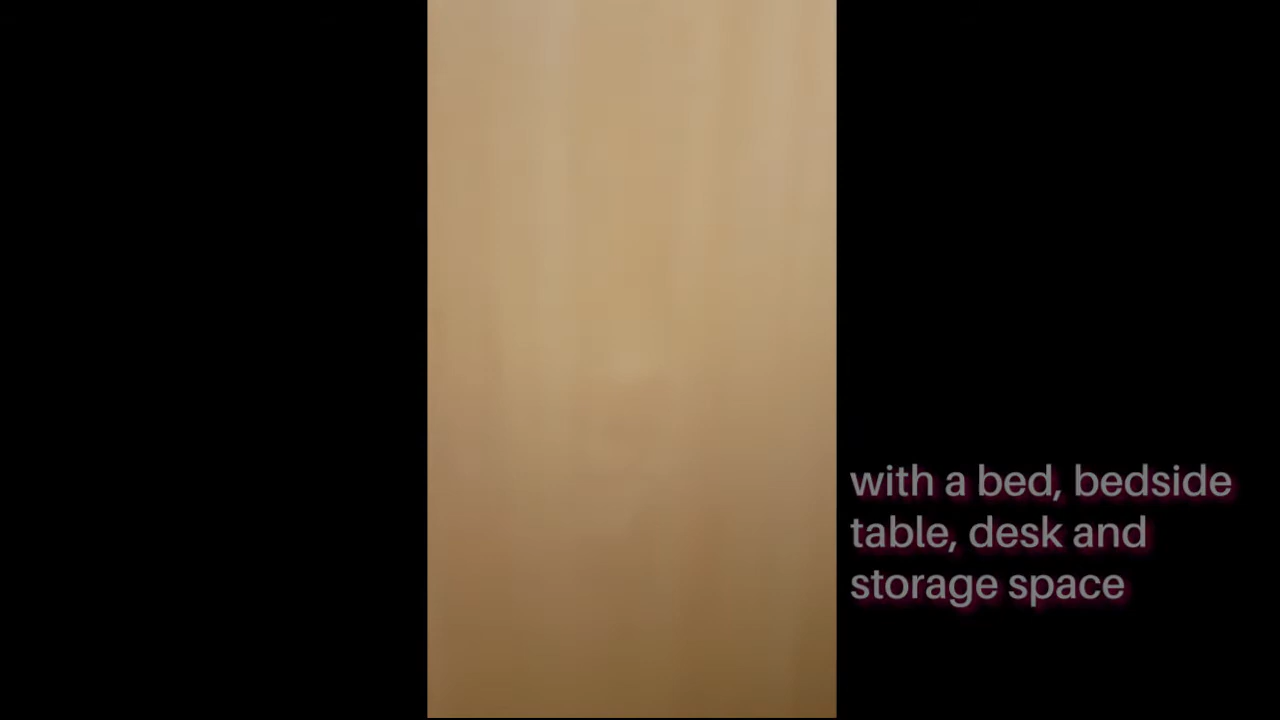 with a bed, bedside
table, desk and
storage space